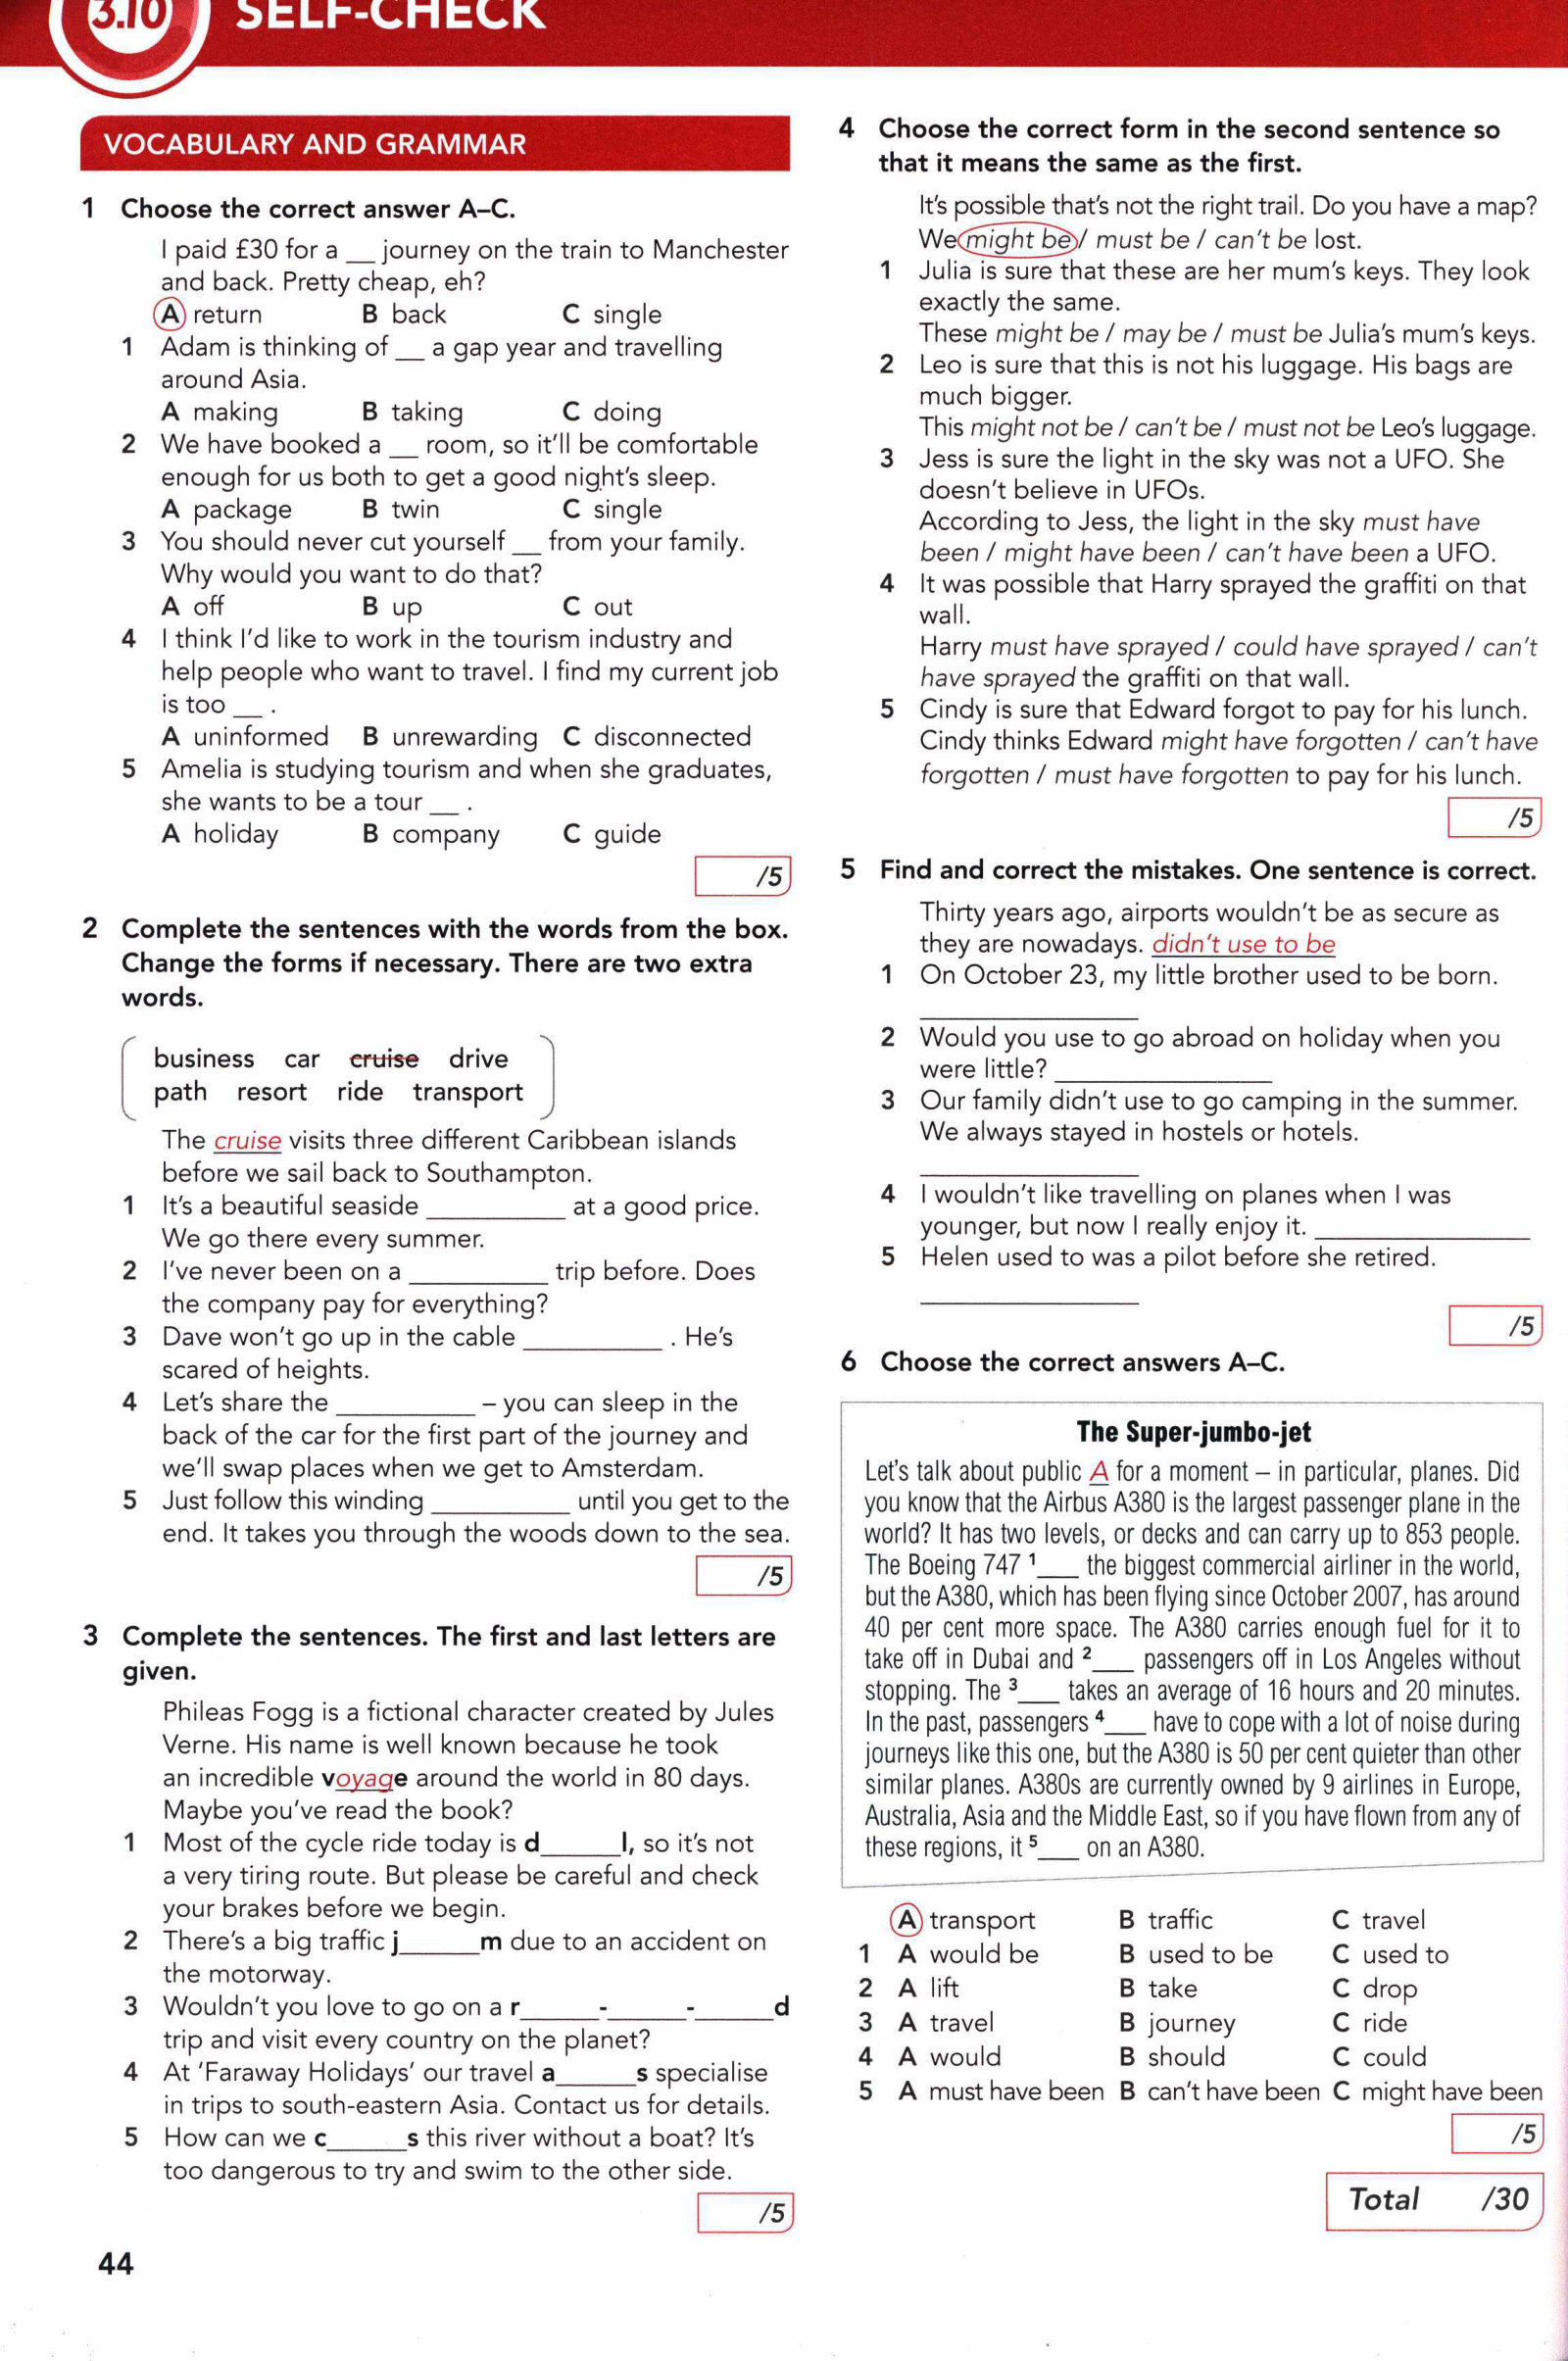 3.10 SELF-CHECK
VOCABULARY AND GRAMMAR
1 Choose the correct answer A–C.
I paid £30 for a __ journey on the train to Manchester
and back. Pretty cheap, eh?
A return B back C single
1 Adam is thinking of __ a gap year and travelling
around Asia.
A making B taking C doing
2 We have booked a __ room, so it'll be comfortable
enough for us both to get a good night's sleep.
A package B twin C single
3 You should never cut yourself __ from your family.
Why would you want to do that?
A off B up C out
4 I think I'd like to work in the tourism industry and
help people who want to travel. I find my current job
is too __ .
A uninformed B unrewarding C disconnected
5 Amelia is studying tourism and when she graduates,
she wants to be a tour __ .
A holiday B company C guide
/5
2 Complete the sentences with the words from the box.
Change the forms if necessary. There are two extra
words.
business car cruise drive
path resort ride transport
The cruise visits three different Caribbean islands
before we sail back to Southampton.
1 It's a beautiful seaside __________ at a good price.
We go there every summer.
2 I've never been on a __________ trip before. Does
the company pay for everything?
3 Dave won't go up in the cable __________ . He's
scared of heights.
4 Let's share the __________ – you can sleep in the
back of the car for the first part of the journey and
we'll swap places when we get to Amsterdam.
5 Just follow this winding __________ until you get to the
end. It takes you through the woods down to the sea.
/5
3 Complete the sentences. The first and last letters are
given.
Phileas Fogg is a fictional character created by Jules
Verne. His name is well known because he took
an incredible voyage around the world in 80 days.
Maybe you've read the book?
1 Most of the cycle ride today is d______l, so it's not
a very tiring route. But please be careful and check
your brakes before we begin.
2 There's a big traffic j______m due to an accident on
the motorway.
3 Wouldn't you love to go on a r______-______-______d
trip and visit every country on the planet?
4 At 'Faraway Holidays' our travel a______s specialise
in trips to south-eastern Asia. Contact us for details.
5 How can we c______s this river without a boat? It's
too dangerous to try and swim to the other side.
/5
44
4 Choose the correct form in the second sentence so
that it means the same as the first.
It's possible that's not the right trail. Do you have a map?
We might be / must be / can't be lost.
1 Julia is sure that these are her mum's keys. They look
exactly the same.
These might be / may be / must be Julia's mum's keys.
2 Leo is sure that this is not his luggage. His bags are
much bigger.
This might not be / can't be / must not be Leo's luggage.
3 Jess is sure the light in the sky was not a UFO. She
doesn't believe in UFOs.
According to Jess, the light in the sky must have
been / might have been / can't have been a UFO.
4 It was possible that Harry sprayed the graffiti on that
wall.
Harry must have sprayed / could have sprayed / can't
have sprayed the graffiti on that wall.
5 Cindy is sure that Edward forgot to pay for his lunch.
Cindy thinks Edward might have forgotten / can't have
forgotten / must have forgotten to pay for his lunch.
/5
5 Find and correct the mistakes. One sentence is correct.
Thirty years ago, airports wouldn't be as secure as
they are nowadays. didn't use to be
1 On October 23, my little brother used to be born.
________________
2 Would you use to go abroad on holiday when you
were little? ________________
3 Our family didn't use to go camping in the summer.
We always stayed in hostels or hotels.
________________
4 I wouldn't like travelling on planes when I was
younger, but now I really enjoy it. ________________
5 Helen used to was a pilot before she retired.
________________
/5
6 Choose the correct answers A–C.
The Super-jumbo-jet
Let's talk about public A for a moment – in particular, planes. Did
you know that the Airbus A380 is the largest passenger plane in the
world? It has two levels, or decks and can carry up to 853 people.
The Boeing 747 1___ the biggest commercial airliner in the world,
but the A380, which has been flying since October 2007, has around
40 per cent more space. The A380 carries enough fuel for it to
take off in Dubai and 2___ passengers off in Los Angeles without
stopping. The 3___ takes an average of 16 hours and 20 minutes.
In the past, passengers 4___ have to cope with a lot of noise during
journeys like this one, but the A380 is 50 per cent quieter than other
similar planes. A380s are currently owned by 9 airlines in Europe,
Australia, Asia and the Middle East, so if you have flown from any of
these regions, it 5___ on an A380.
A transport B traffic C travel
1 A would be B used to be C used to
2 A lift B take C drop
3 A travel B journey C ride
4 A would B should C could
5 A must have been B can't have been C might have been
/5
Total /30